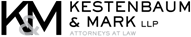 K&M KESTENBAUM
& MARK LLP
ATTORNEYS AT LAW